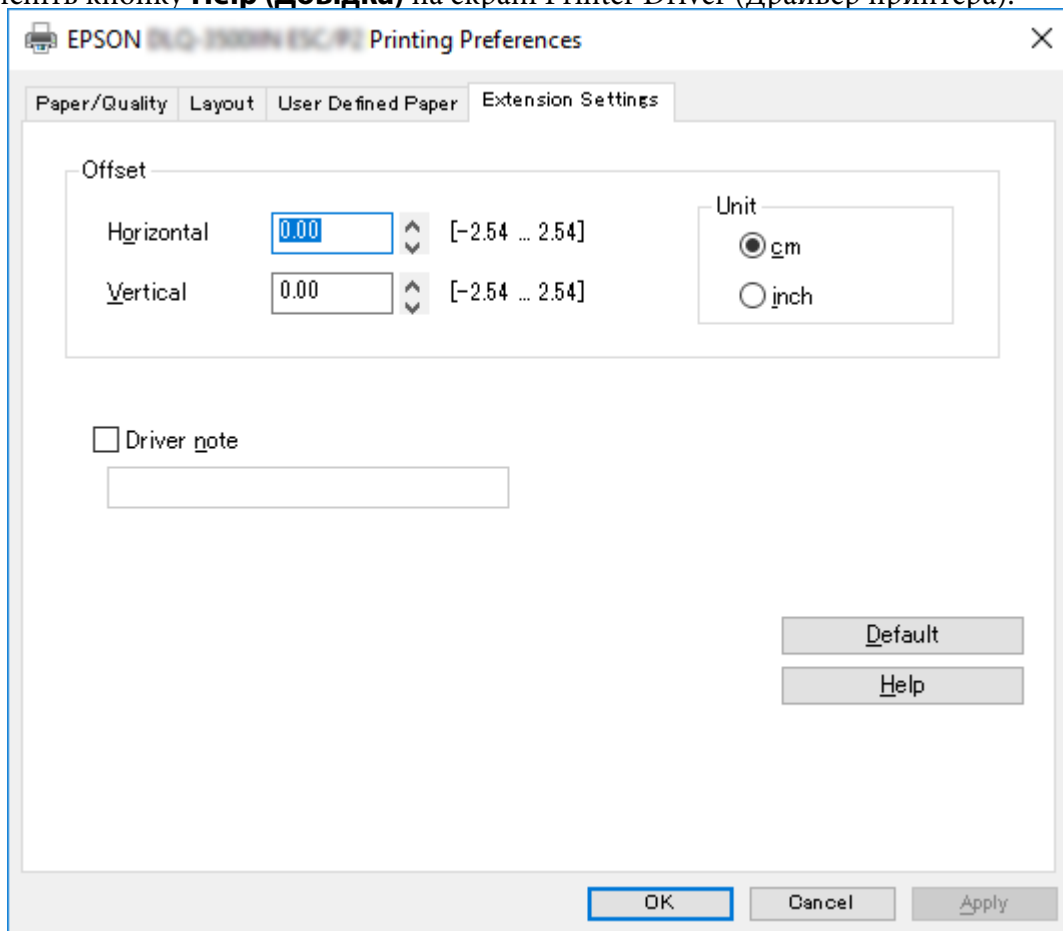 кнопку Help (Довідка) на екрані Printer Driver (драйвер принтера).
EPSON Printing Preferences
Paper/Quality Layout User Defined Paper Extension Settings
Offset
Horizontal 0.00 [-2.54 ... 2.54]
Vertical 0.00 [-2.54 ... 2.54]
Unit
cm
inch
Driver note
Default
Help
OK Cancel Apply